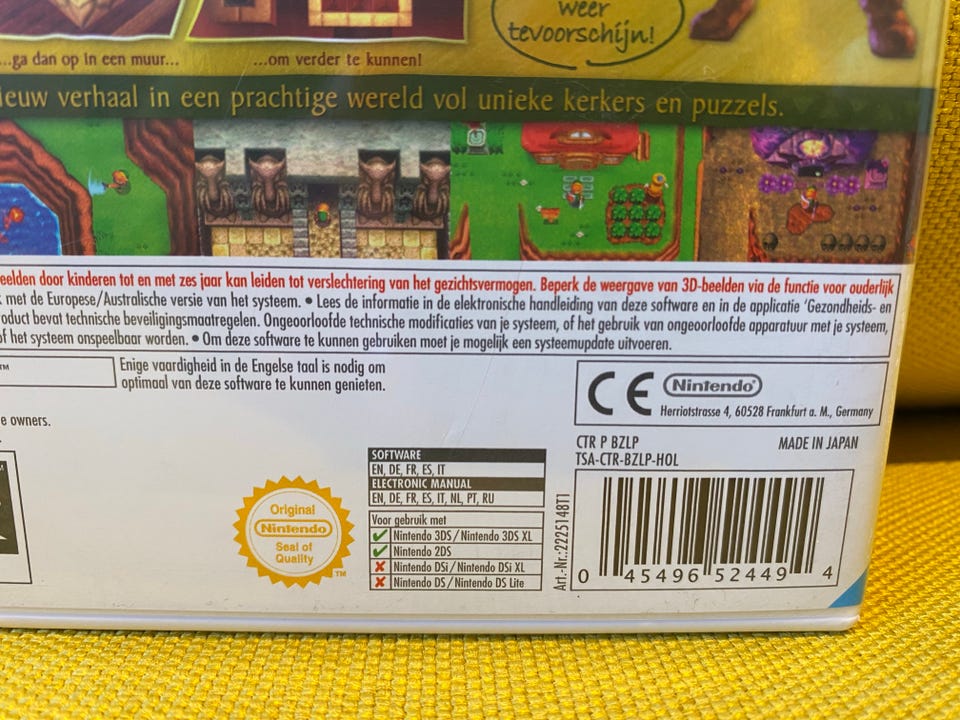 weer
tevoorschijn!
...ga dan op in een muur...
...om verder te kunnen!
ieuw verhaal in een prachtige wereld vol unieke kerkers en puzzels.
eelden door kinderen tot en met zes jaar kan leiden tot verslechtering van het gezichtsvermogen. Beperk de weergave van 3D-beelden via de functie voor ouderlijk
met de Europese/Australische versie van het systeem. • Lees de informatie in de elektronische handleiding van deze software en in de applicatie 'Gezondheids- en
oduct bevat technische beveiligingsmaatregelen. Ongeoorloofde technische modificaties van je systeem, of het gebruik van ongeoorloofde apparatuur met je systeem,
of het systeem onspeelbaar worden. • Om deze software te kunnen gebruiken moet je mogelijk een systeemupdate uitvoeren.
TM
Enige vaardigheid in de Engelse taal is nodig om
optimaal van deze software te kunnen genieten.
CE Nintendo®
Herriotstrasse 4, 60528 Frankfurt a. M., Germany
e owners.
CTR P BZLP MADE IN JAPAN
TSA-CTR-BZLP-HOL
SOFTWARE
EN, DE, FR, ES, IT
ELECTRONIC MANUAL
EN, DE, FR, ES, IT, NL, PT, RU
Original
Nintendo
Seal of
Quality
TM
Voor gebruik met
Nintendo 3DS / Nintendo 3DS XL
Nintendo 2DS
Nintendo DSi / Nintendo DSi XL
Nintendo DS / Nintendo DS Lite
Art.-Nr.:2225148T1
0 45496 52449 4